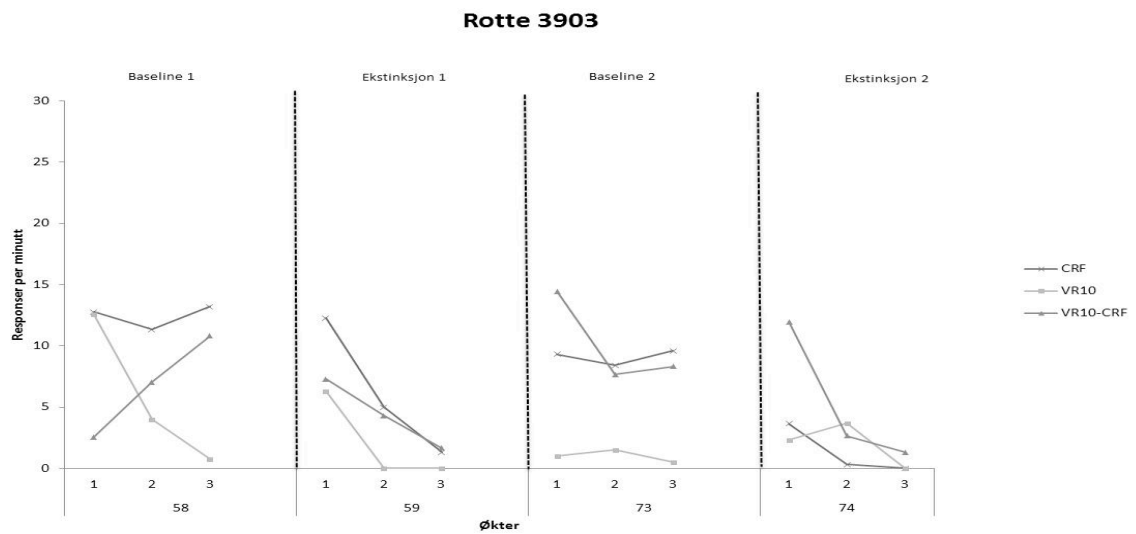 Rotte 3903
Baseline 1
Ekstinksjon 1
Baseline 2
Ekstinksjon 2
Responser per minutt
30
25
20
15
10
5
0
1 2 3 1 2 3 1 2 3 1 2 3
58 59 73 74
Økter
CRF
VR10
VR10-CRF